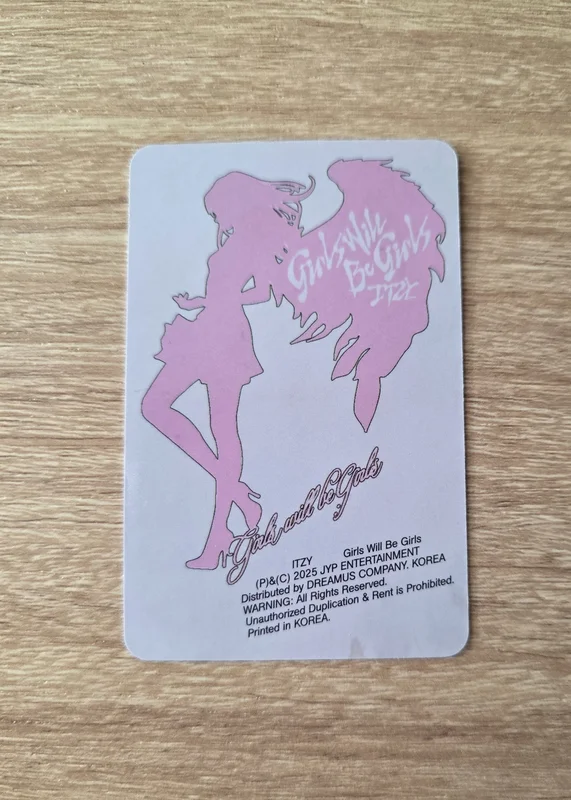 Girls Will
Be Girls
ITZY
Girls will be Girls
ITZY Girls Will Be Girls
(P)&(C) 2025 JYP ENTERTAINMENT
Distributed by DREAMUS COMPANY. KOREA
WARNING: All Rights Reserved.
Unauthorized Duplication & Rent is Prohibited.
Printed in KOREA.